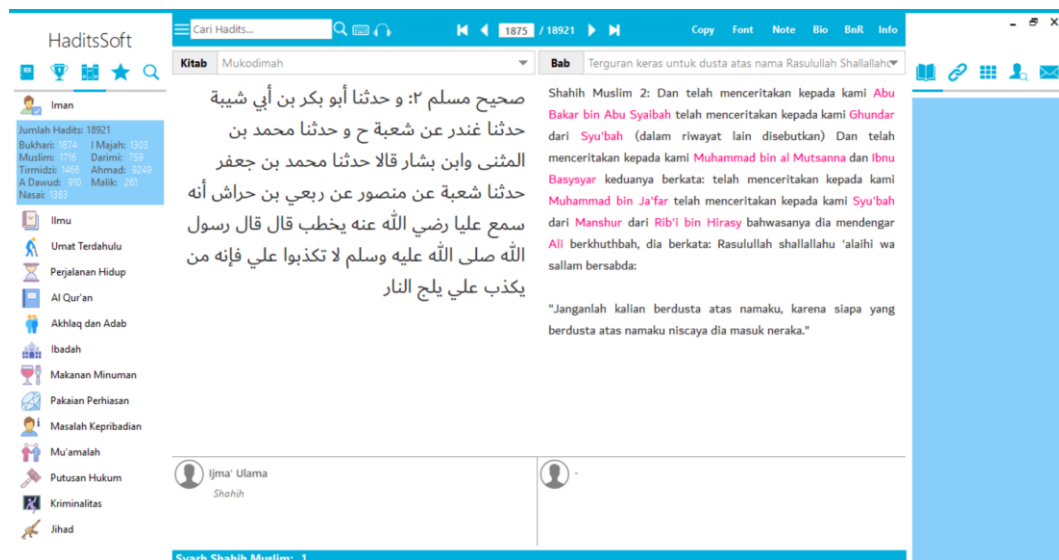 HaditsSoft
Cari Hadits...
1875 / 18921
Copy Font Note Bio BnR Info
Kitab Mukodimah
Bab Terguran keras untuk dusta atas nama Rasulullah Shallallahu
Iman
Jumlah Hadits: 18921
Bukhari: 1874 I Majah: 1303
Muslim: 1716 Darimi: 759
Tirmidzi: 1466 Ahmad: 9249
A Dawud: 910 Malik: 261
Nasai: 1383
Ilmu
Umat Terdahulu
Perjalanan Hidup
Al Qur'an
Akhlaq dan Adab
Ibadah
Makanan Minuman
Pakaian Perhiasan
Masalah Kepribadian
Mu'amalah
Putusan Hukum
Kriminalitas
Jihad
صحيح مسلم ٢: و حدثنا أبو بكر بن أبي شيبة
حدثنا غندر عن شعبة ح و حدثنا محمد بن
المثنى وابن بشار قالا حدثنا محمد بن جعفر
حدثنا شعبة عن منصور عن ربعي بن حراش أنه
سمع عليا رضي الله عنه يخطب قال قال رسول
الله صلى الله عليه وسلم لا تكذبوا علي فإنه من
يكذب علي يلج النار
Shahih Muslim 2: Dan telah menceritakan kepada kami Abu
Bakar bin Abu Syaibah telah menceritakan kepada kami Ghundar
dari Syu'bah (dalam riwayat lain disebutkan) Dan telah
menceritakan kepada kami Muhammad bin al Mutsanna dan Ibnu
Basysyar keduanya berkata: telah menceritakan kepada kami
Muhammad bin Ja'far telah menceritakan kepada kami Syu'bah
dari Manshur dari Rib'i bin Hirasy bahwasanya dia mendengar
Ali berkhuthbah, dia berkata: Rasulullah shallallahu 'alaihi wa
sallam bersabda:
"Janganlah kalian berdusta atas namaku, karena siapa yang
berdusta atas namaku niscaya dia masuk neraka."
Ijma' Ulama
Shahih
-
Syarh Shahih Muslim: 1